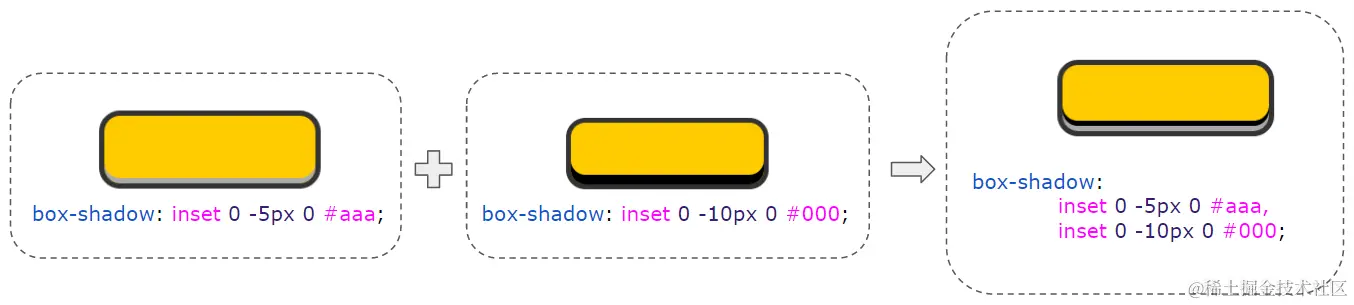 box-shadow: inset 0 -5px 0 #aaa;
box-shadow: inset 0 -10px 0 #000;
box-shadow:
inset 0 -5px 0 #aaa,
inset 0 -10px 0 #000;
@稀土掘金技术社区